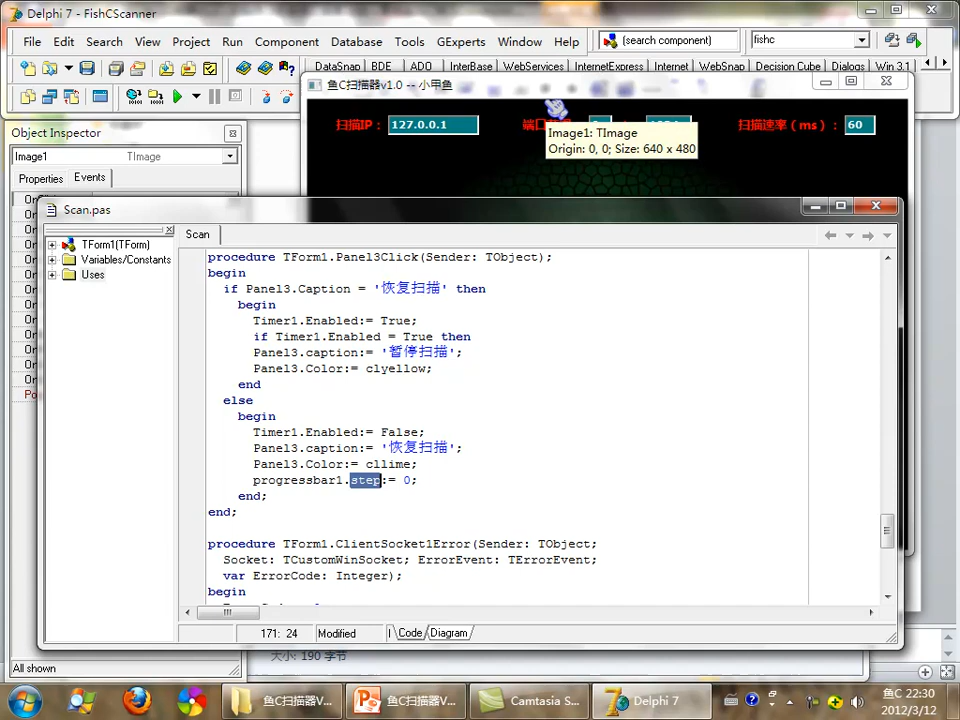 Delphi 7 - FishCScanner
File Edit Search View Project Run Component Database Tools GExperts Window Help (search component) fishc
DataSnap BDE ADO InterBase WebServices InternetExpress Internet WebSnap Decision Cube Dialogs Win 3.1
鱼C扫描器v1.0 -- 小甲鱼
扫描IP： 127.0.0.1 扫描速率（ms）： 60
Image1: TImage
Origin: 0, 0; Size: 640 x 480
Object Inspector
Image1 TImage
Properties Events
Scan.pas
TForm1(TForm)
Variables/Constants
Uses
Scan
procedure TForm1.Panel3Click(Sender: TObject);
begin
if Panel3.Caption = '恢复扫描' then
begin
Timer1.Enabled:= True;
if Timer1.Enabled = True then
Panel3.caption:= '暂停扫描';
Panel3.Color:= clyellow;
end
else
begin
Timer1.Enabled:= False;
Panel3.caption:= '恢复扫描';
Panel3.Color:= cllime;
progressbar1.step:= 0;
end;
end;
procedure TForm1.ClientSocket1Error(Sender: TObject;
Socket: TCustomWinSocket; ErrorEvent: TErrorEvent;
var ErrorCode: Integer);
begin
171: 24 Modified Code Diagram
大小: 190 字节
All shown
鱼C扫描器V... 鱼C扫描器V... Camtasia S... Delphi 7 鱼C 22:30
2012/3/12